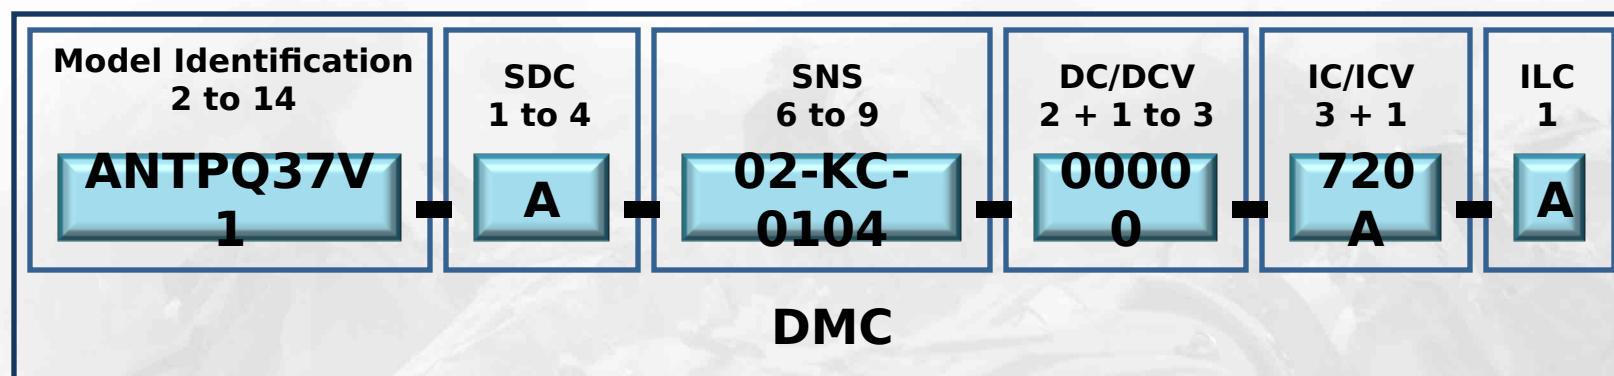 Model Identification
2 to 14
ANTPQ37V
1
SDC
1 to 4
A
SNS
6 to 9
02-KC-
0104
DC/DCV
2 + 1 to 3
0000
0
IC/ICV
3 + 1
720
A
ILC
1
A
DMC